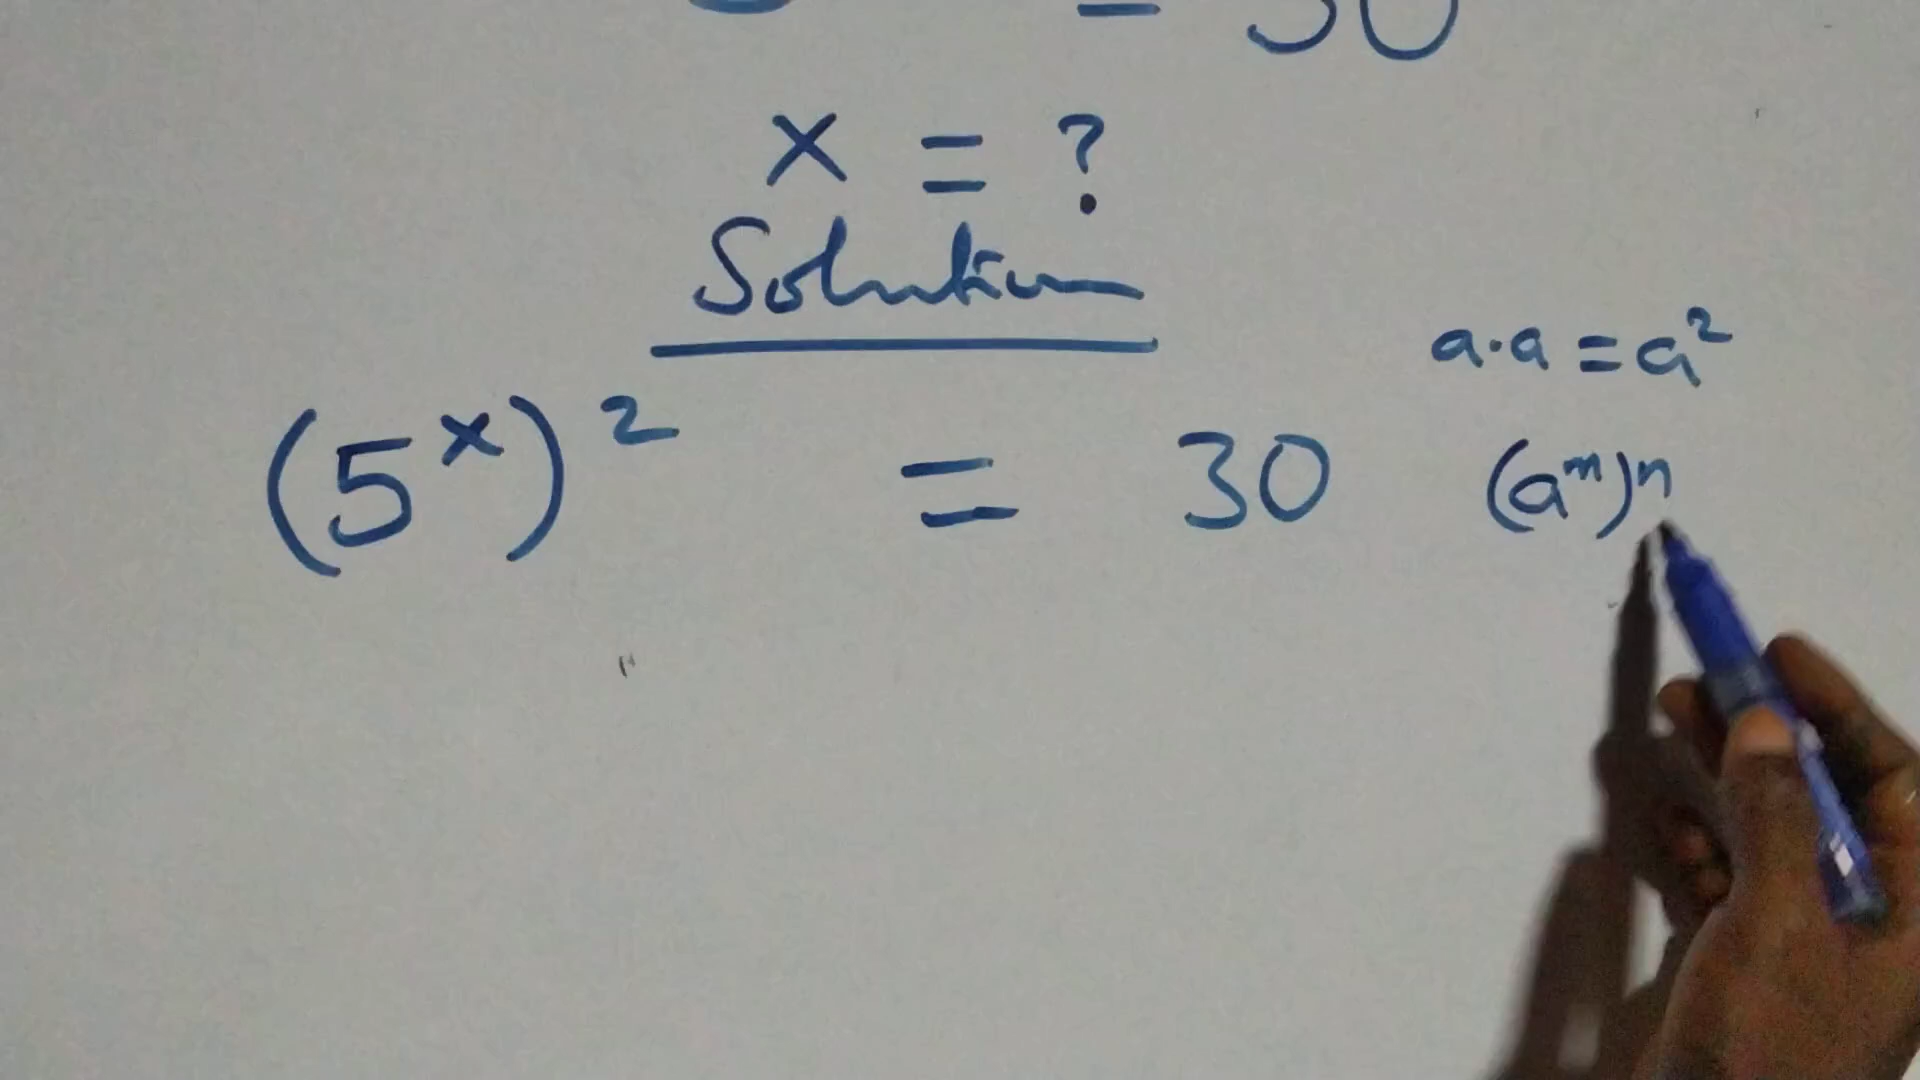 = 30
x = ?
Solution
a·a = a²
(5ˣ)² = 30
(aᵐ)ⁿ